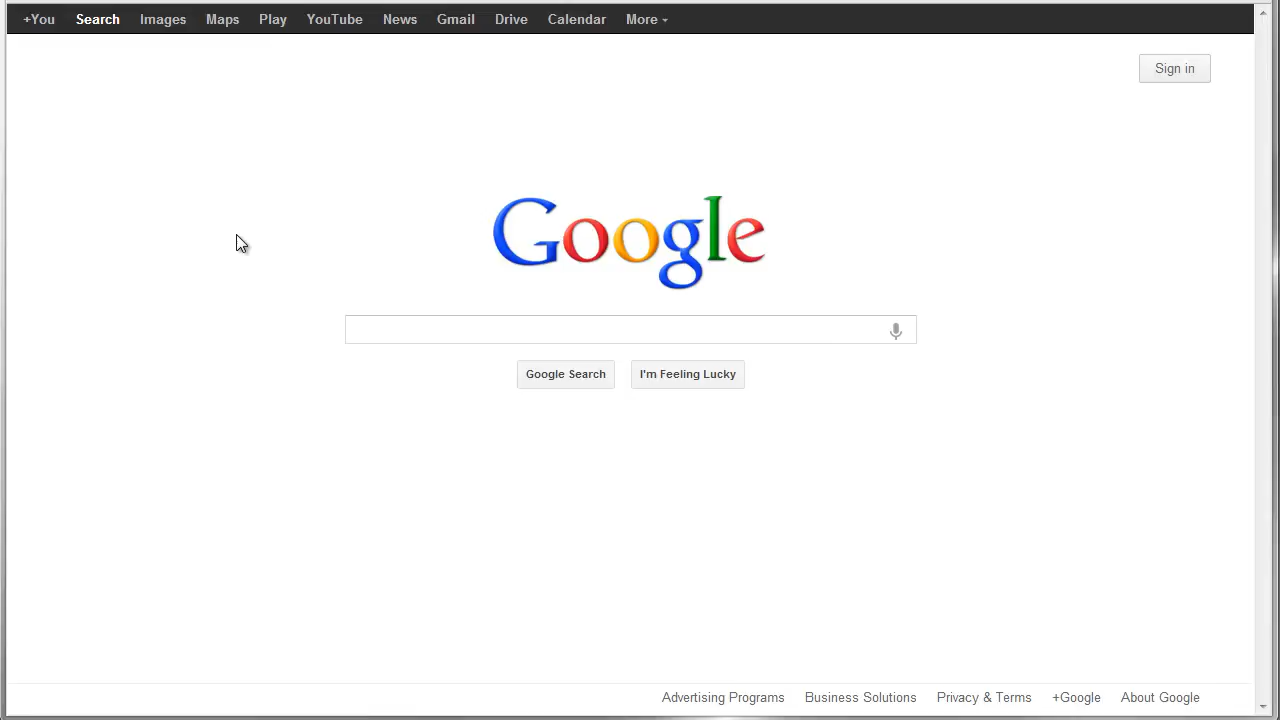 +You Search Images Maps Play YouTube News Gmail Drive Calendar More
Sign in
Google
Google Search I'm Feeling Lucky
Advertising Programs Business Solutions Privacy & Terms +Google About Google